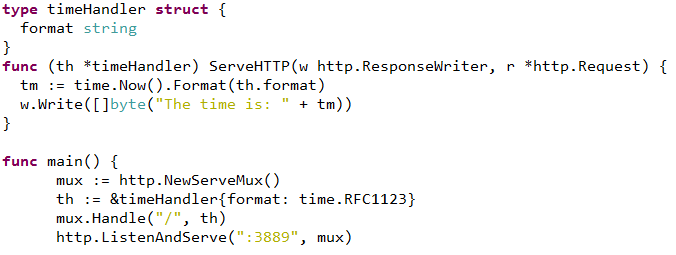 type timeHandler struct {
  format string
}
func (th *timeHandler) ServeHTTP(w http.ResponseWriter, r *http.Request) {
  tm := time.Now().Format(th.format)
  w.Write([]byte("The time is: " + tm))
}

func main() {
      mux := http.NewServeMux()
      th := &timeHandler{format: time.RFC1123}
      mux.Handle("/", th)
      http.ListenAndServe(":3889", mux)